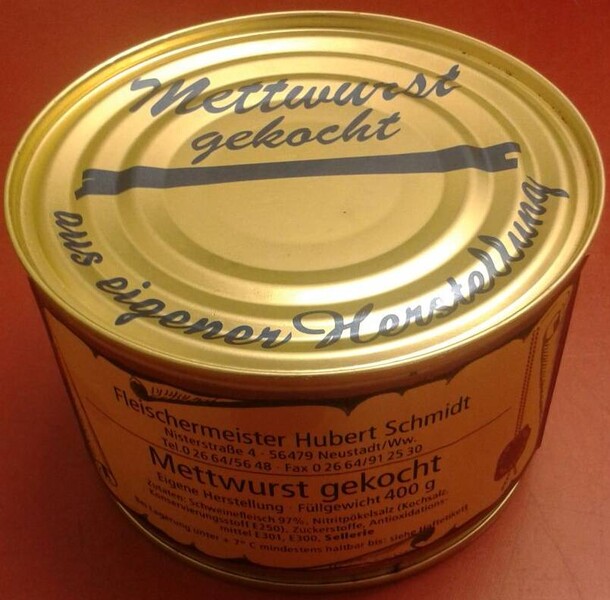 Mettwurst
gekocht
aus eigener Herstellung
Fleischermeister Hubert Schmidt
Nisterstraße 4 · 56479 Neustadt/Ww.
Tel 0 26 64/56 48 · Fax 0 26 64/91 25 30
Mettwurst gekocht
Eigene Herstellung · Füllgewicht 400 g
Zutaten: Schweinefleisch 97%, Nitritpökelsalz (Kochsalz,
Konservierungsstoff E250), Zuckerstoffe, Antioxidations-
mittel E301, E300, Sellerie
Bei Lagerung unter + 7° C mindestens haltbar bis: siehe